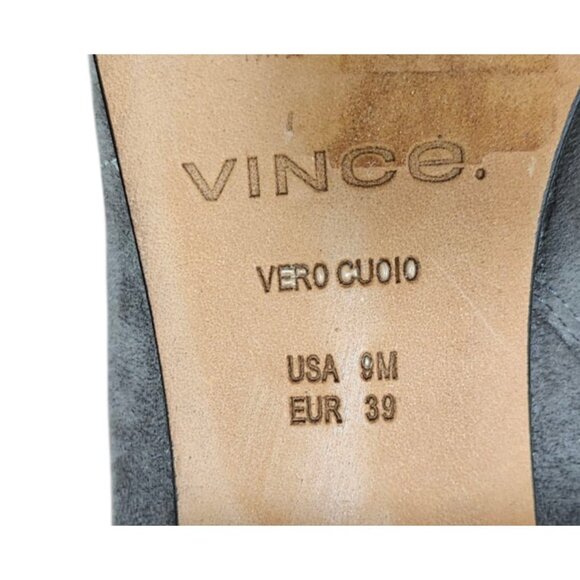 VINCe.
VERO CUOIO
USA 9M
EUR 39